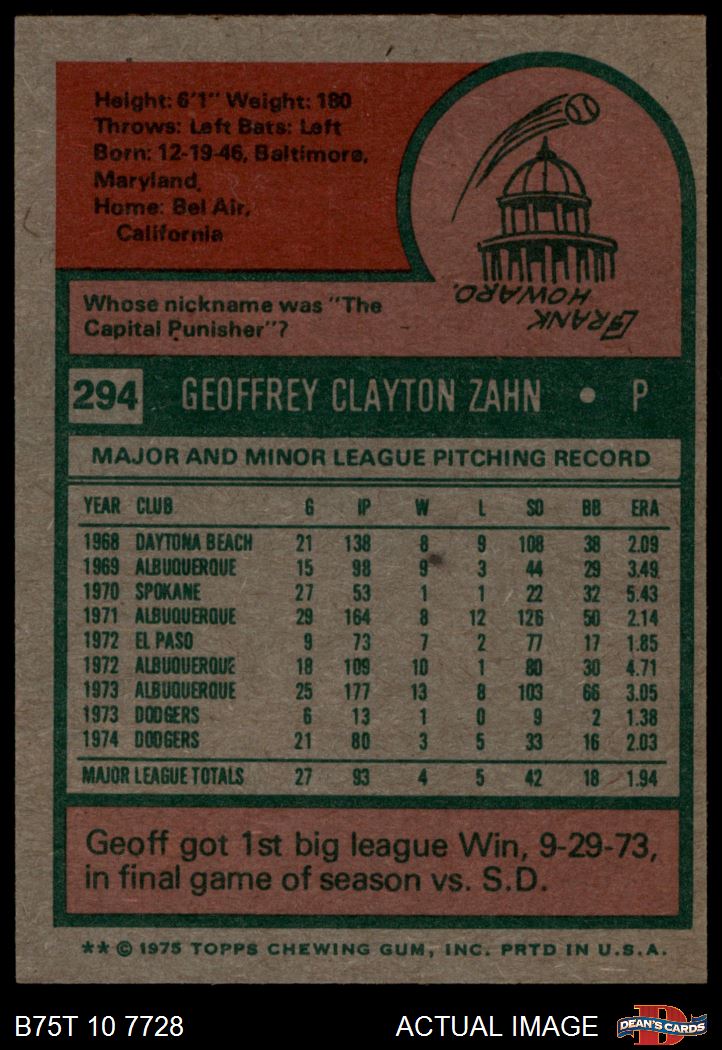 Height: 6'1" Weight: 180
Throws: Left Bats: Left
Born: 12-19-46, Baltimore,
Maryland,
Home: Bel Air,
California
Whose nickname was "The
Capital Punisher"?
FRANK
HOWARD.
294 GEOFFREY CLAYTON ZAHN • P
MAJOR AND MINOR LEAGUE PITCHING RECORD
YEAR CLUB G IP W L SO BB ERA
1968 DAYTONA BEACH 21 138 8 9 108 38 2.09
1969 ALBUQUERQUE 15 98 9 3 44 29 3.49
1970 SPOKANE 27 53 1 1 22 32 5.43
1971 ALBUQUERQUE 29 164 8 12 126 50 2.14
1972 EL PASO 9 73 7 2 77 17 1.85
1972 ALBUQUERQUE 18 109 10 1 80 30 4.71
1973 ALBUQUERQUE 25 177 13 8 103 66 3.05
1973 DODGERS 6 13 1 0 9 2 1.38
1974 DODGERS 21 80 3 5 33 16 2.03
MAJOR LEAGUE TOTALS 27 93 4 5 42 18 1.94
Geoff got 1st big league Win, 9-29-73,
in final game of season vs. S.D.
** © 1975 TOPPS CHEWING GUM, INC. PRTD IN U.S.A.
B75T 10 7728 ACTUAL IMAGE D DEAN'S CARDS